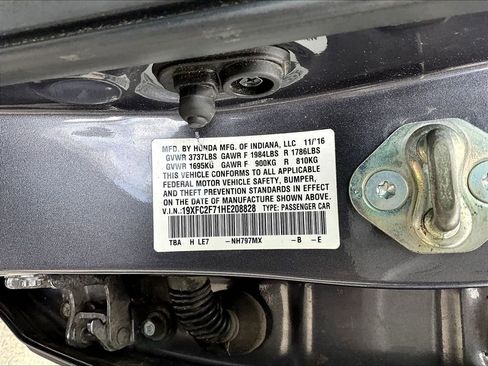 MFD. BY HONDA MFG. OF INDIANA, LLC 11/16
GVWR 3737LBS GAWR F 1984LBS R 1786LBS
GVWR 1695KG GAWR F 900KG R 810KG
THIS VEHICLE CONFORMS TO ALL APPLICABLE
FEDERAL MOTOR VEHICLE SAFETY, BUMPER,
AND THEFT PREVENTION STANDARDS IN EFFECT
ON THE DATE OF MANUFACTURE SHOWN ABOVE.
V.I.N.:19XFC2F71HE208828 TYPE: PASSENGER CAR
TBA H LE7 -NH797MX -B -E